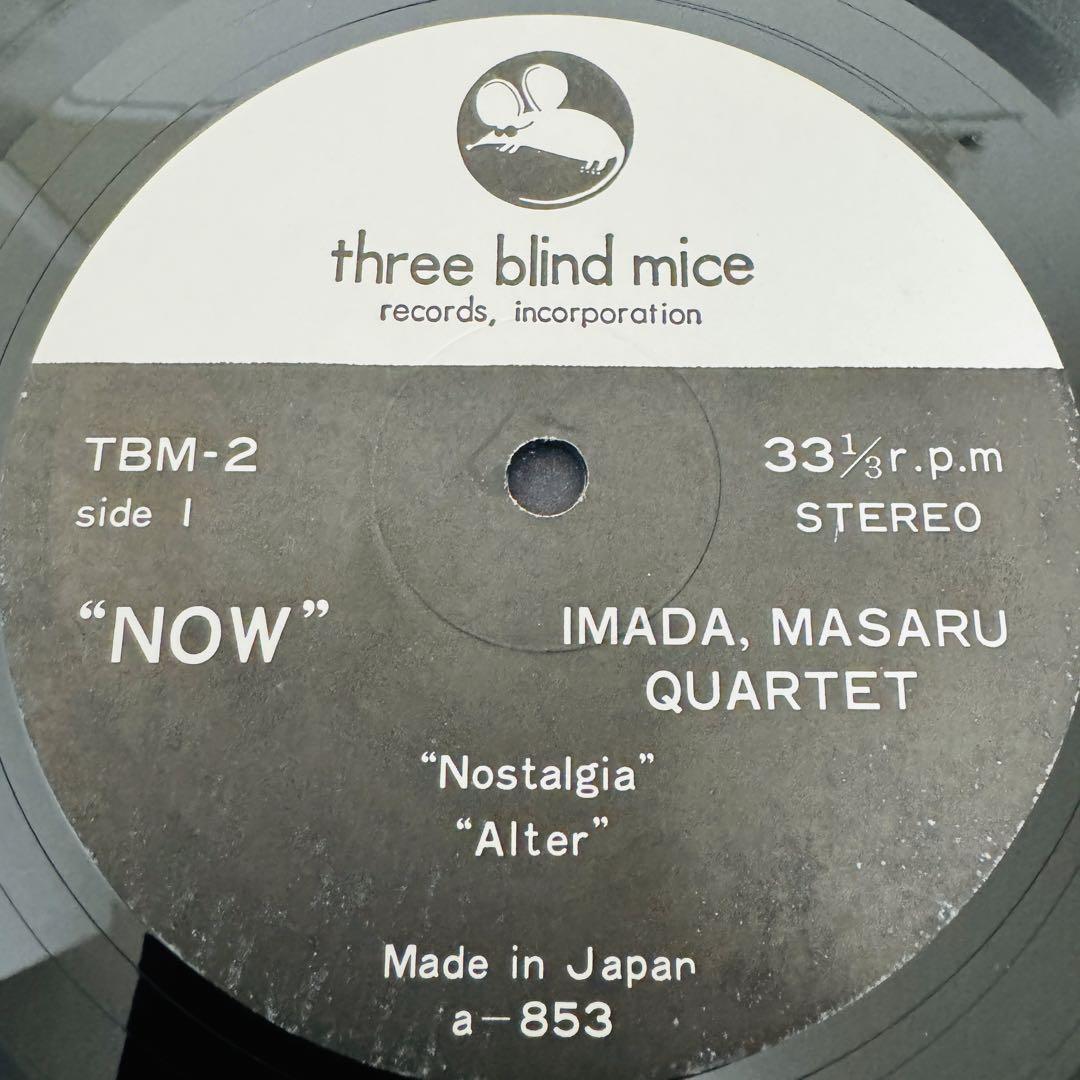 three blind mice
records, incorporation
TBM-2
33⅓ r.p.m
side 1
STEREO
“NOW”
IMADA, MASARU
QUARTET
“Nostalgia”
“Alter”
Made in Japan
a-853